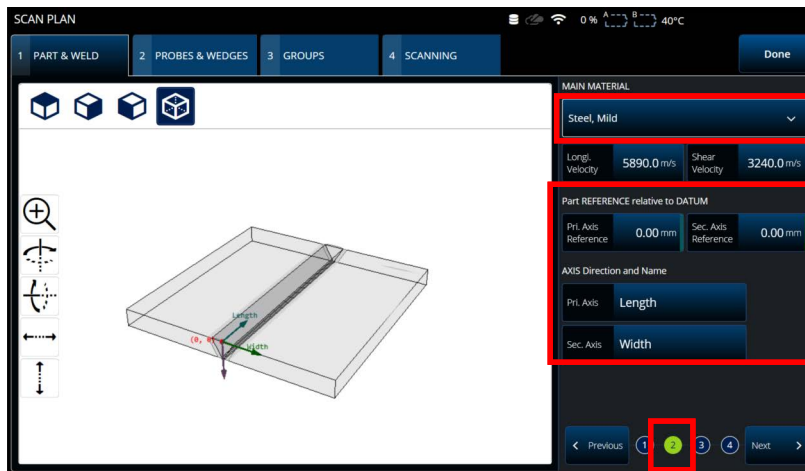 SCAN PLAN
0 % A B 40°C
1 PART & WELD
2 PROBES & WEDGES
3 GROUPS
4 SCANNING
Done
MAIN MATERIAL
Steel, Mild
Longi. Velocity 5890.0 m/s Shear Velocity 3240.0 m/s
Part REFERENCE relative to DATUM
Pri. Axis Reference 0.00 mm Sec. Axis Reference 0.00 mm
AXIS Direction and Name
Pri. Axis Length
Sec. Axis Width
Length
(0, 0)
Width
Previous 1 2 3 4 Next